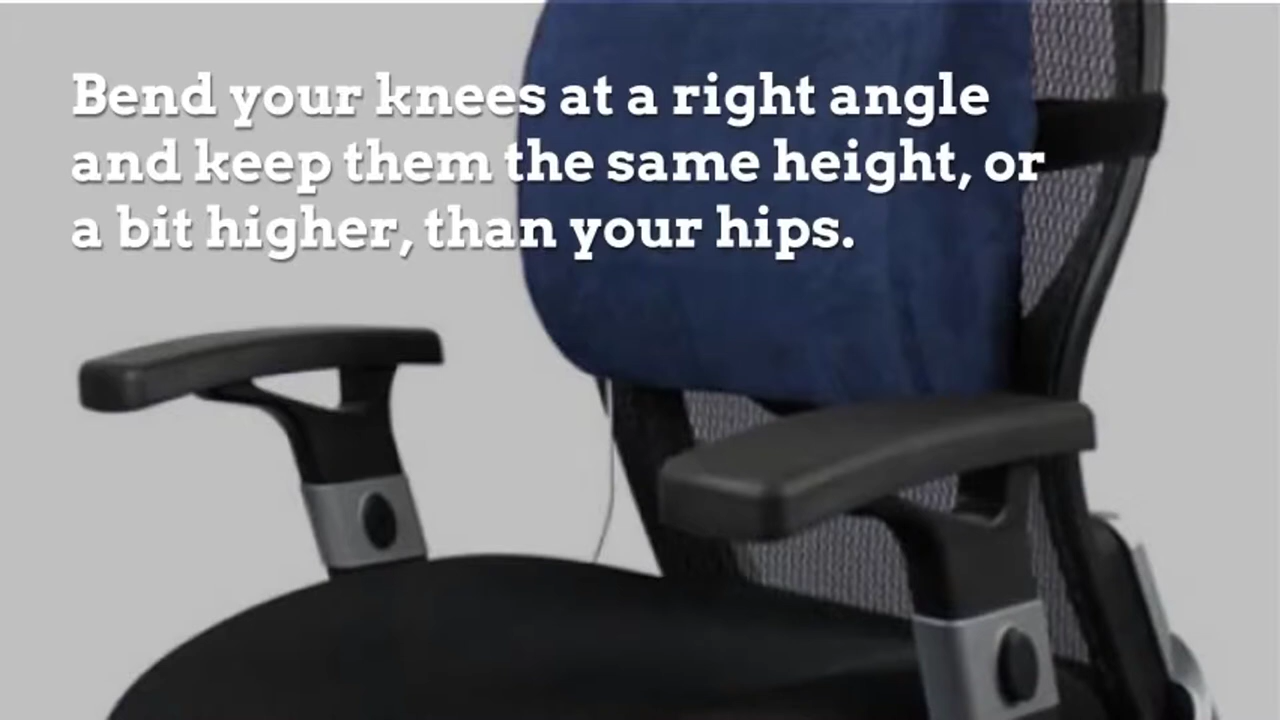 Bend your knees at a right angle
and keep them the same height, or
a bit higher, than your hips.